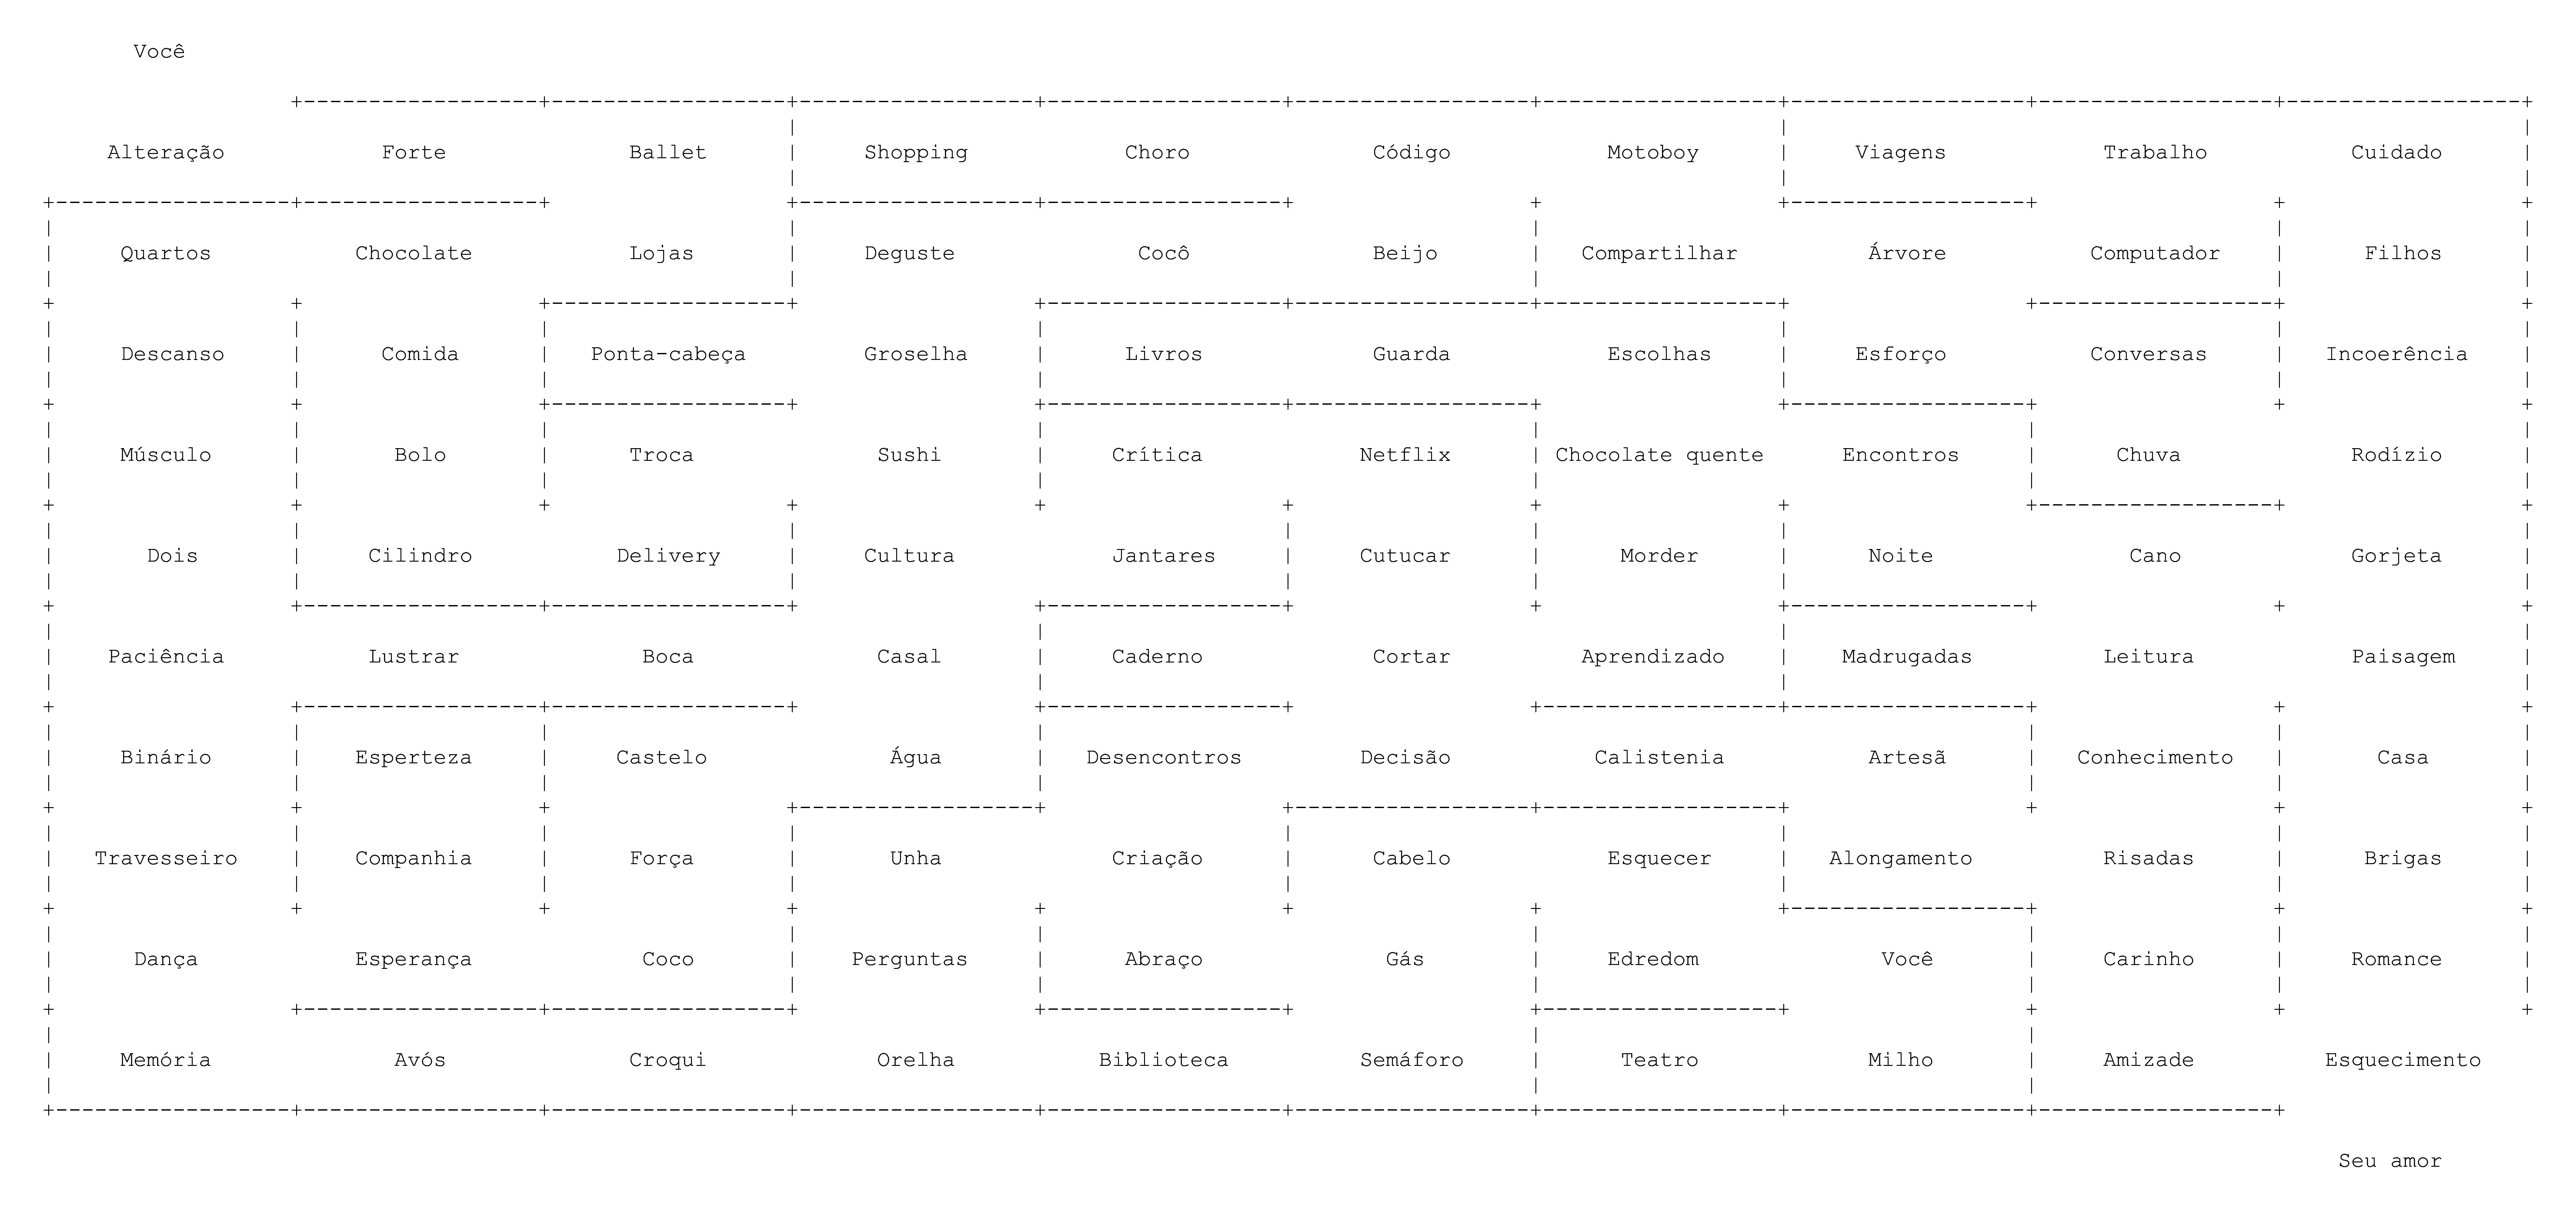 Você
Alteração Forte Ballet Shopping Choro Código Motoboy Viagens Trabalho Cuidado
Quartos Chocolate Lojas Deguste Cocô Beijo Compartilhar Árvore Computador Filhos
Descanso Comida Ponta-cabeça Groselha Livros Guarda Escolhas Esforço Conversas Incoerência
Músculo Bolo Troca Sushi Crítica Netflix Chocolate quente Encontros Chuva Rodízio
Dois Cilindro Delivery Cultura Jantares Cutucar Morder Noite Cano Gorjeta
Paciência Lustrar Boca Casal Caderno Cortar Aprendizado Madrugadas Leitura Paisagem
Binário Esperteza Castelo Água Desencontros Decisão Calistenia Artesã Conhecimento Casa
Travesseiro Companhia Força Unha Criação Cabelo Esquecer Alongamento Risadas Brigas
Dança Esperança Coco Perguntas Abraço Gás Edredom Você Carinho Romance
Memória Avós Croqui Orelha Biblioteca Semáforo Teatro Milho Amizade Esquecimento
Seu amor